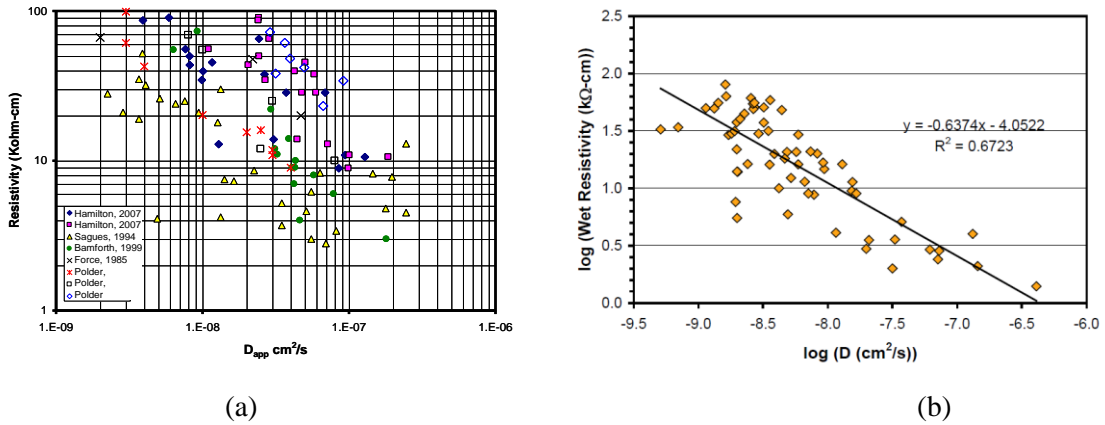 100
10
1
Resistivity (Kohm-cm)
Hamilton, 2007
Hamilton, 2007
Sagues, 1994
Bamforth, 1999
Force, 1985
Polder,
Polder,
Polder
1.E-09 1.E-08 1.E-07 1.E-06
Dapp cm²/s
(a)
2.5
2.0
1.5
1.0
0.5
0.0
log (Wet Resistivity (kΩ-cm))
y = -0.6374x - 4.0522
R² = 0.6723
-9.5 -9.0 -8.5 -8.0 -7.5 -7.0 -6.5 -6.0
log (D (cm²/s))
(b)